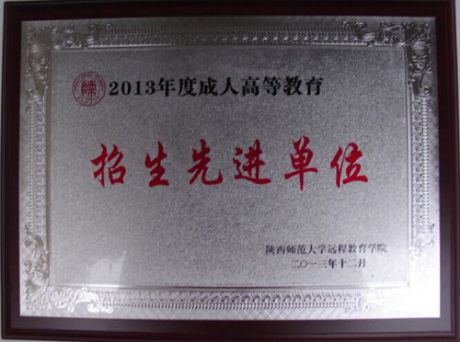 2013年度成人高等教育
招生先进单位
陕西师范大学远程教育学院
二〇一三年十二月